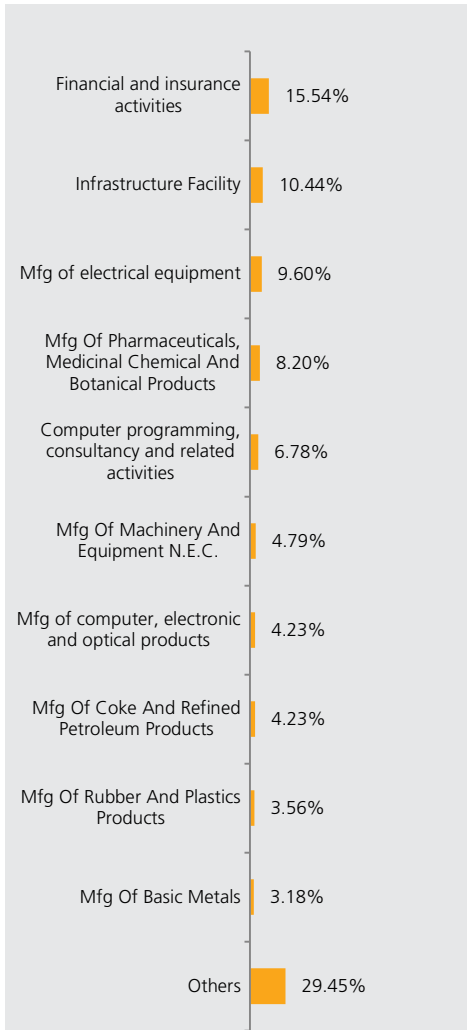 Financial and insurance
activities
15.54%
Infrastructure Facility
10.44%
Mfg of electrical equipment
9.60%
Mfg Of Pharmaceuticals,
Medicinal Chemical And
Botanical Products
8.20%
Computer programming,
consultancy and related
activities
6.78%
Mfg Of Machinery And
Equipment N.E.C.
4.79%
Mfg of computer, electronic
and optical products
4.23%
Mfg Of Coke And Refined
Petroleum Products
4.23%
Mfg Of Rubber And Plastics
Products
3.56%
Mfg Of Basic Metals
3.18%
Others
29.45%